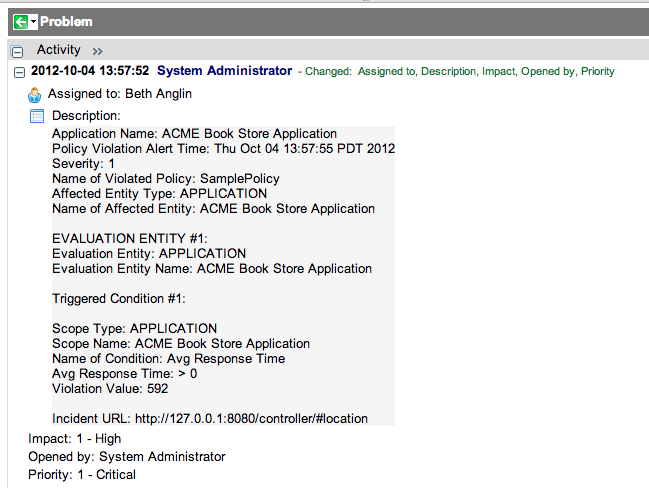 Problem
Activity
2012-10-04 13:57:52 System Administrator - Changed: Assigned to, Description, Impact, Opened by, Priority
Assigned to: Beth Anglin
Description:
Application Name: ACME Book Store Application
Policy Violation Alert Time: Thu Oct 04 13:57:55 PDT 2012
Severity: 1
Name of Violated Policy: SamplePolicy
Affected Entity Type: APPLICATION
Name of Affected Entity: ACME Book Store Application
EVALUATION ENTITY #1:
Evaluation Entity: APPLICATION
Evaluation Entity Name: ACME Book Store Application
Triggered Condition #1:
Scope Type: APPLICATION
Scope Name: ACME Book Store Application
Name of Condition: Avg Response Time
Avg Response Time: > 0
Violation Value: 592
Incident URL: http://127.0.0.1:8080/controller/#location
Impact: 1 - High
Opened by: System Administrator
Priority: 1 - Critical